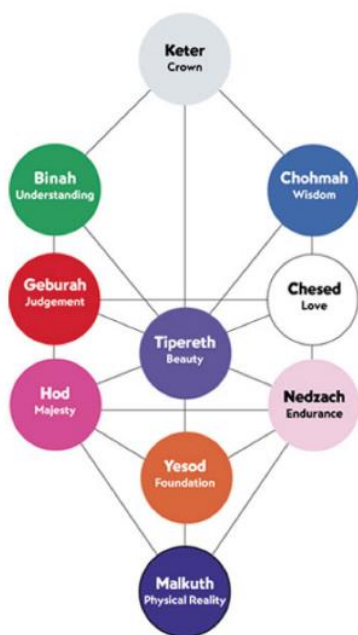 Keter
Crown
Binah
Understanding
Chohmah
Wisdom
Geburah
Judgement
Chesed
Love
Tipereth
Beauty
Hod
Majesty
Nedzach
Endurance
Yesod
Foundation
Malkuth
Physical Reality